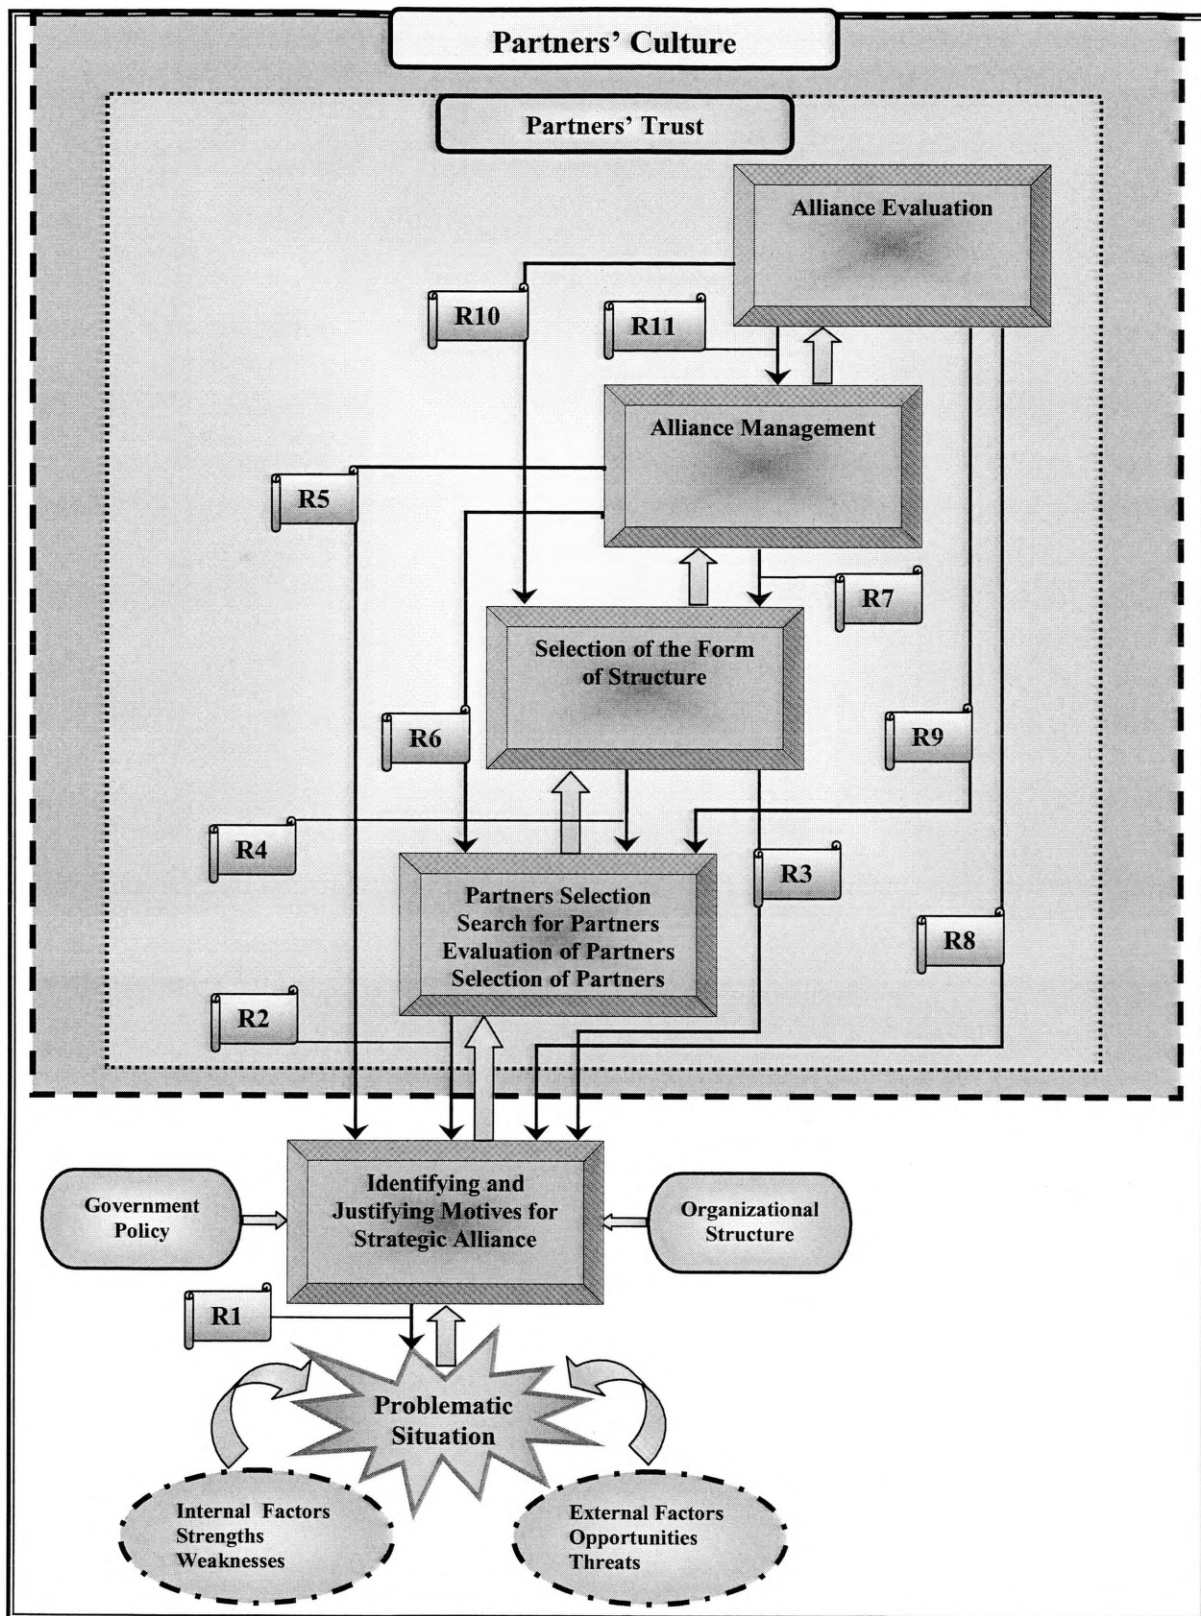 Partners' Culture
Partners' Trust
Alliance Evaluation
R10
R11
Alliance Management
R5
R7
Selection of the Form
of Structure
R6
R9
R4
R3
Partners Selection
Search for Partners
Evaluation of Partners
Selection of Partners
R8
R2
Identifying and
Justifying Motives for
Strategic Alliance
Government
Policy
Organizational
Structure
R1
Problematic
Situation
Internal Factors
Strengths
Weaknesses
External Factors
Opportunities
Threats